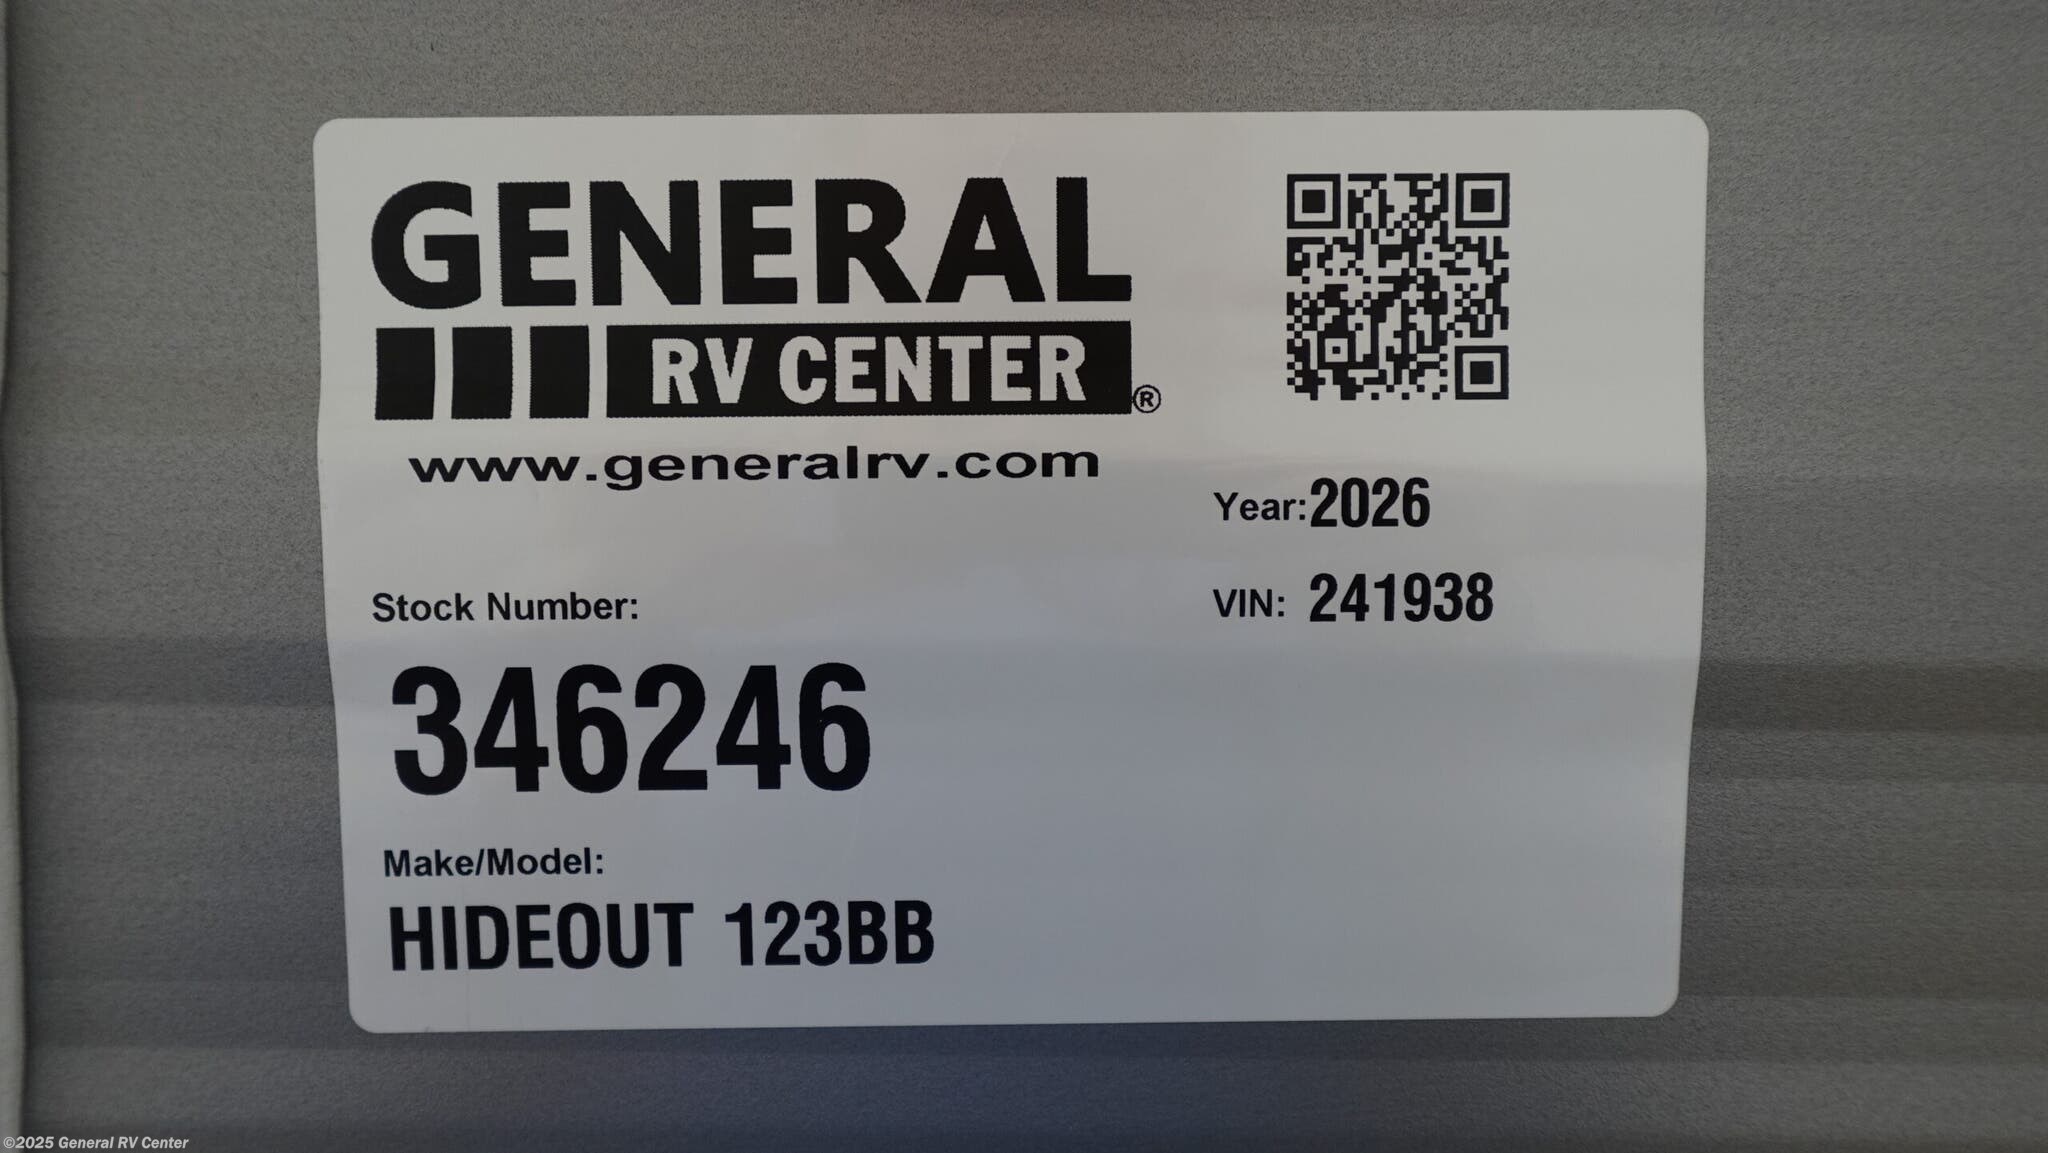 GENERAL
RV CENTER®
www.generalrv.com
Year: 2026
VIN: 241938
Stock Number:
346246
Make/Model:
HIDEOUT 123BB
©2025 General RV Center